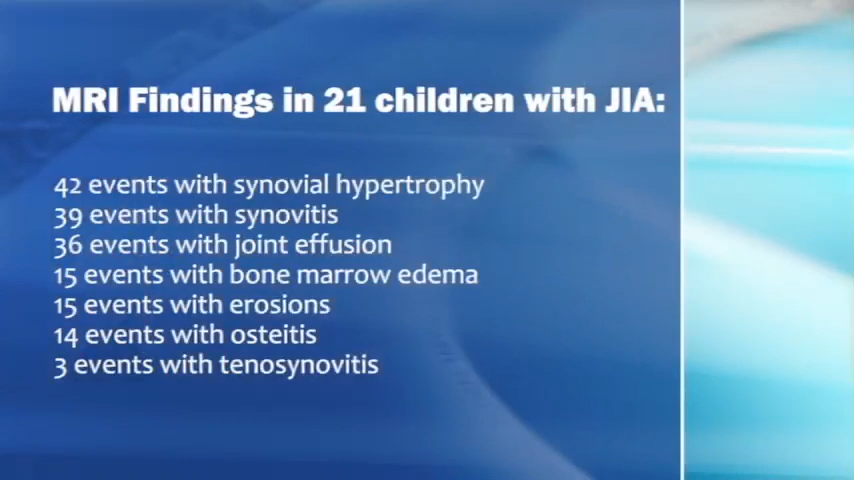 MRI Findings in 21 children with JIA:
42 events with synovial hypertrophy
39 events with synovitis
36 events with joint effusion
15 events with bone marrow edema
15 events with erosions
14 events with osteitis
3 events with tenosynovitis